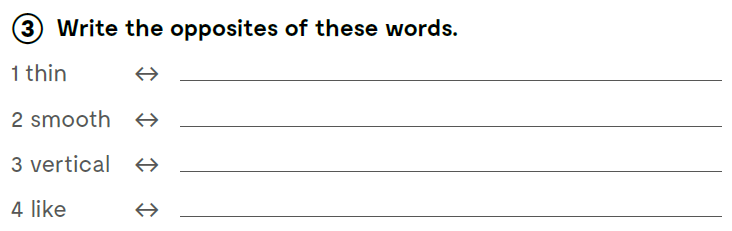 ③ Write the opposites of these words.
1 thin ↔
2 smooth ↔
3 vertical ↔
4 like ↔